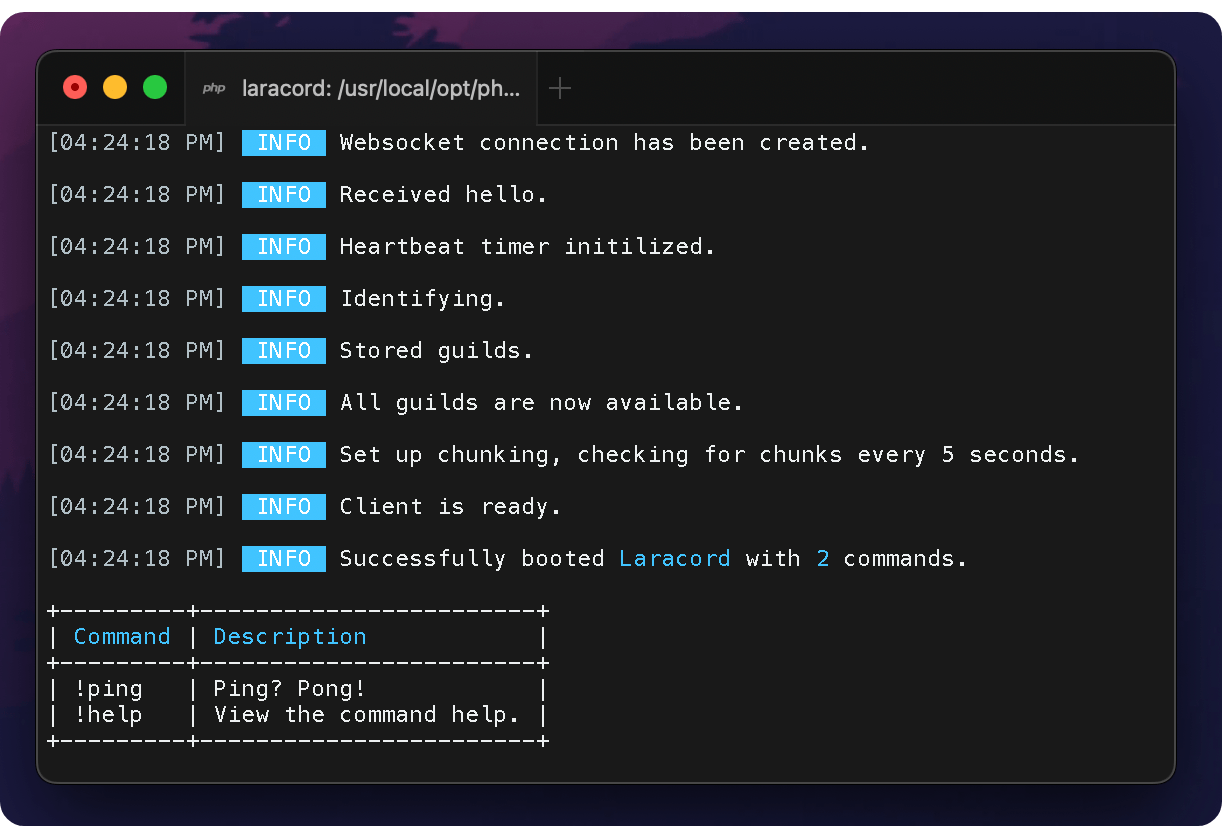 php laracord: /usr/local/opt/ph...
[04:24:18 PM] INFO Websocket connection has been created.
[04:24:18 PM] INFO Received hello.
[04:24:18 PM] INFO Heartbeat timer initilized.
[04:24:18 PM] INFO Identifying.
[04:24:18 PM] INFO Stored guilds.
[04:24:18 PM] INFO All guilds are now available.
[04:24:18 PM] INFO Set up chunking, checking for chunks every 5 seconds.
[04:24:18 PM] INFO Client is ready.
[04:24:18 PM] INFO Successfully booted Laracord with 2 commands.
+---------+------------------------+
| Command | Description            |
+---------+------------------------+
| !ping   | Ping? Pong!            |
| !help   | View the command help. |
+---------+------------------------+